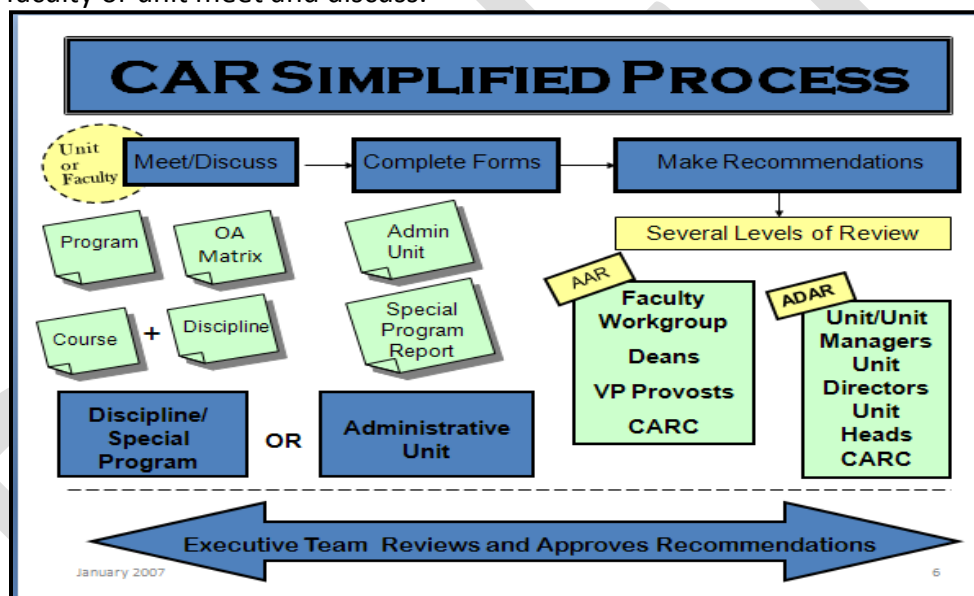 faculty or unit meet and discuss.
CAR SIMPLIFIED PROCESS
Unit
or
Faculty
Meet/Discuss
Complete Forms
Make Recommendations
Several Levels of Review
Program
OA
Matrix
Admin
Unit
Course
+
Discipline
Special
Program
Report
AAR
Faculty
Workgroup
Deans
VP Provosts
CARC
ADAR
Unit/Unit
Managers
Unit
Directors
Unit
Heads
CARC
Discipline/
Special
Program
OR
Administrative
Unit
Executive Team Reviews and Approves Recommendations
January 2007
6